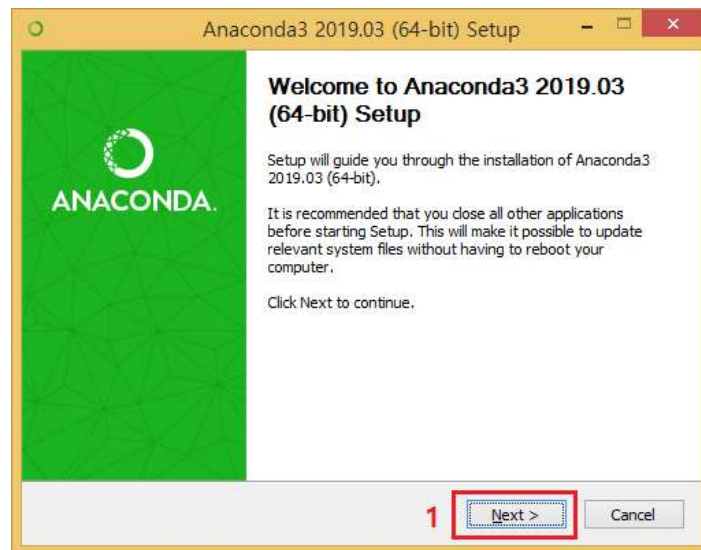 Anaconda3 2019.03 (64-bit) Setup
Welcome to Anaconda3 2019.03
(64-bit) Setup
Setup will guide you through the installation of Anaconda3
2019.03 (64-bit).
It is recommended that you close all other applications
before starting Setup. This will make it possible to update
relevant system files without having to reboot your
computer.
Click Next to continue.
ANACONDA.
1
Next >
Cancel